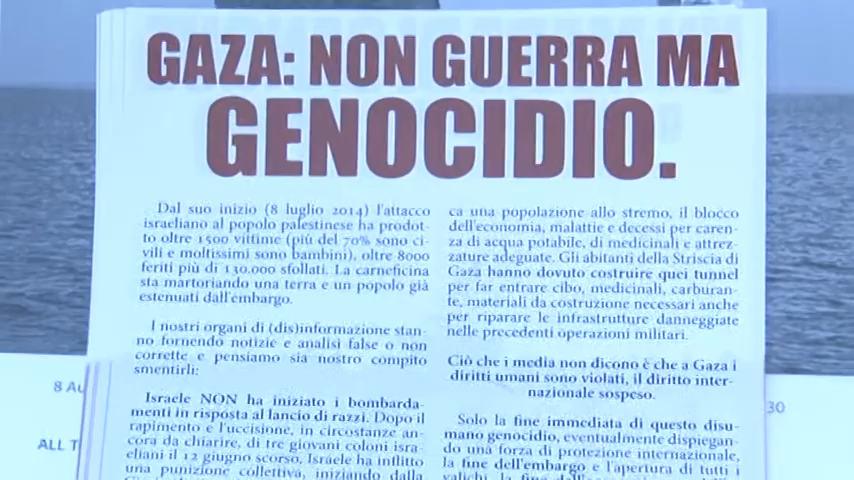 GAZA: NON GUERRA MA
GENOCIDIO.
Dal suo inizio (8 luglio 2014) l'attacco
israeliano al popolo palestinese ha prodot-
to oltre 1500 vittime (più del 70% sono ci-
vili e moltissimi sono bambini), oltre 8000
feriti più di 130.000 sfollati. La carneficina
sta martoriando una terra e un popolo già
estenuati dall'embargo.
I nostri organi di (dis)informazione stan-
no fornendo notizie e analisi false o non
corrette e pensiamo sia nostro compito
smentirli:
Israele NON ha iniziato i bombarda-
menti in risposta al lancio di razzi. Dopo il
rapimento e l'uccisione, in circostanze an-
cora da chiarire, di tre giovani coloni isra-
eliani il 12 giugno scorso, Israele ha inflitto
una punizione collettiva, iniziando dalla
ca una popolazione allo stremo, il blocco
dell'economia, malattie e decessi per caren-
za di acqua potabile, di medicinali e attrez-
zature adeguate. Gli abitanti della Striscia di
Gaza hanno dovuto costruire quei tunnel
per far entrare cibo, medicinali, carburan-
te, materiali da costruzione necessari anche
per riparare le infrastrutture danneggiate
nelle precedenti operazioni militari.
Ciò che i media non dicono è che a Gaza i
diritti umani sono violati, il diritto inter-
nazionale sospeso.
Solo la fine immediata di questo disu-
mano genocidio, eventualmente dispiegan-
do una forza di protezione internazionale,
la fine dell'embargo e l'apertura di tutti i
valichi, la fine
8 Au
ALL T
30